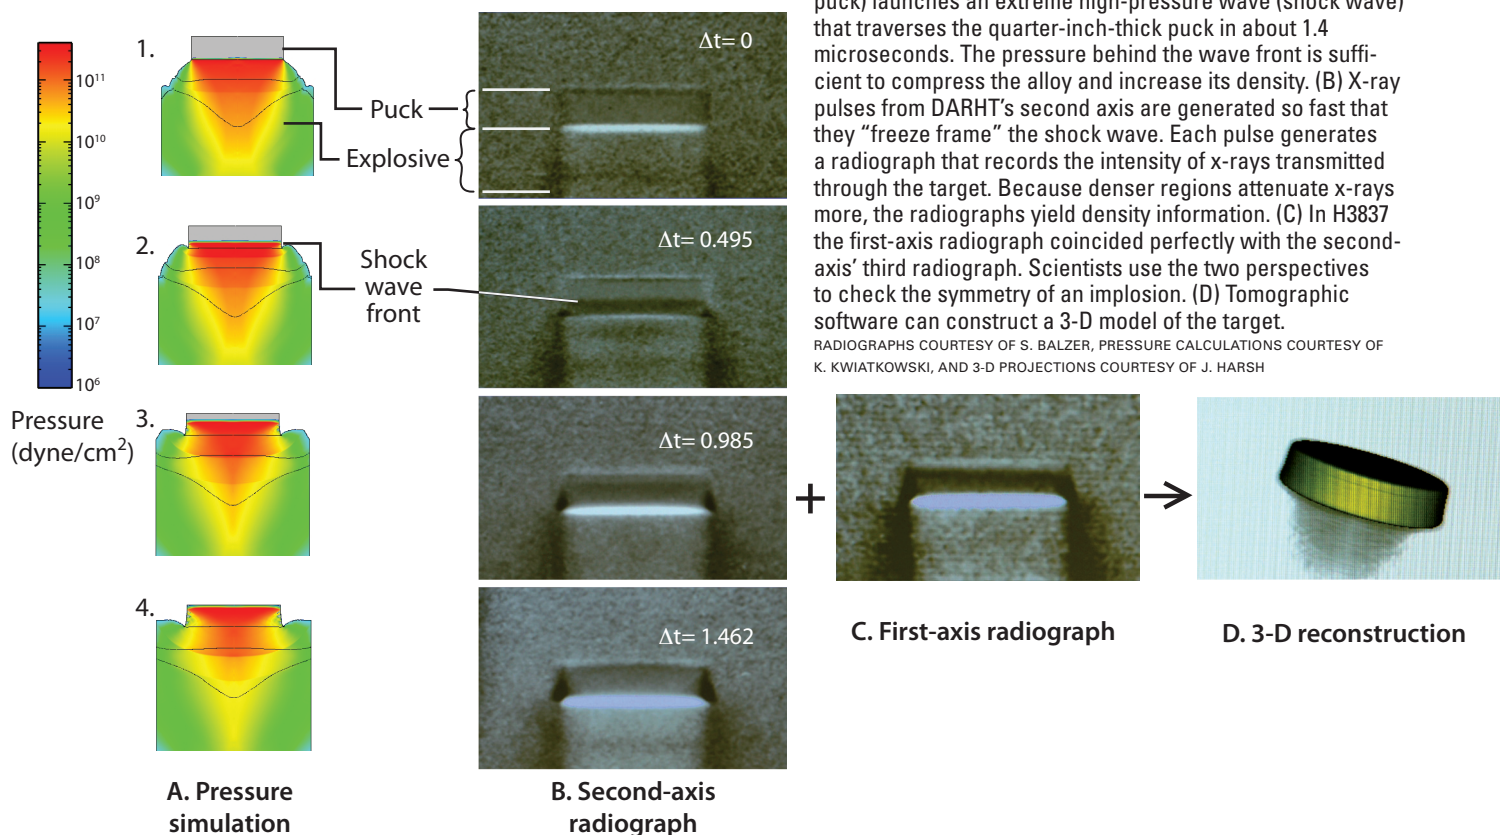 puck) launches an extreme high-pressure wave (shock wave)
that traverses the quarter-inch-thick puck in about 1.4
microseconds. The pressure behind the wave front is suffi-
cient to compress the alloy and increase its density. (B) X-ray
pulses from DARHT’s second axis are generated so fast that
they “freeze frame” the shock wave. Each pulse generates
a radiograph that records the intensity of x-rays transmitted
through the target. Because denser regions attenuate x-rays
more, the radiographs yield density information. (C) In H3837
the first-axis radiograph coincided perfectly with the second-
axis’ third radiograph. Scientists use the two perspectives
to check the symmetry of an implosion. (D) Tomographic
software can construct a 3-D model of the target.
RADIOGRAPHS COURTESY OF S. BALZER, PRESSURE CALCULATIONS COURTESY OF
K. KWIATKOWSKI, AND 3-D PROJECTIONS COURTESY OF J. HARSH
10¹¹
10¹⁰
10⁹
10⁸
10⁷
10⁶
Pressure
(dyne/cm²)
1.
2.
3.
4.
Puck
Explosive
Shock
wave
front
Δt= 0
Δt= 0.495
Δt= 0.985
Δt= 1.462
+
A. Pressure
simulation
B. Second-axis
radiograph
C. First-axis radiograph
D. 3-D reconstruction